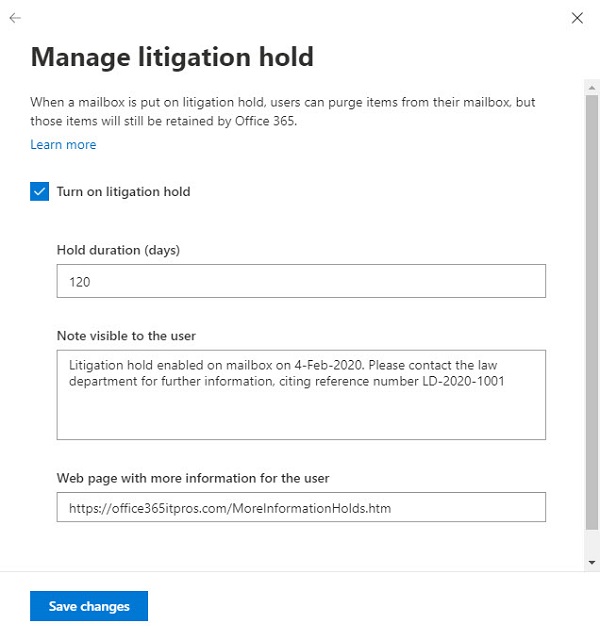 Manage litigation hold
When a mailbox is put on litigation hold, users can purge items from their mailbox, but
those items will still be retained by Office 365.
Learn more
Turn on litigation hold
Hold duration (days)
120
Note visible to the user
Litigation hold enabled on mailbox on 4-Feb-2020. Please contact the law
department for further information, citing reference number LD-2020-1001
Web page with more information for the user
https://office365itpros.com/MoreInformationHolds.htm
Save changes